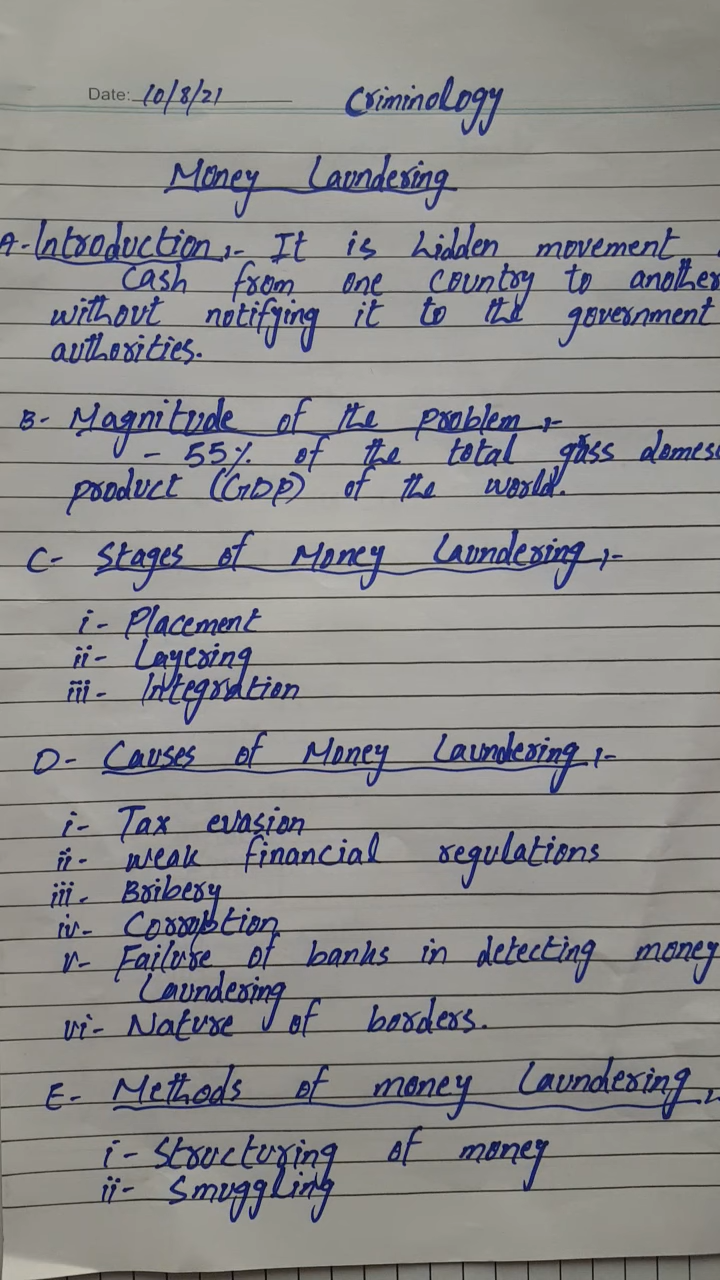 Date: 10/8/21 Criminology
Money Laundering
A- Introduction :- It is hidden movement
cash from one country to another
without notifying it to the government
authorities.
B- Magnitude of the problem :-
- 55% of the total gross domes
product (GDP) of the world.
C- Stages of Money Laundering :-
i- Placement
ii- Layering
iii- Integration
D- Causes of Money Laundering :-
i- Tax evasion
ii- weak financial regulations
iii- Bribery
iv- Corruption
v- Failure of banks in detecting money
Laundering
vi- Nature of borders.
E- Methods of money Laundering :-
i- Structuring of money
ii- Smuggling